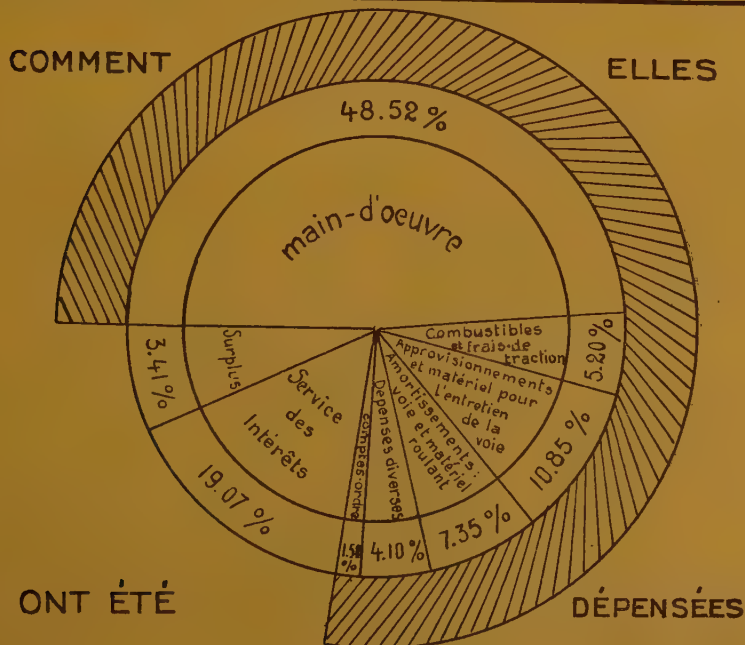 COMMENT
ELLES
48.52 %
main-d'oeuvre
Combustibles
et frais de
traction
5.20 %
Approvisionnements
et matériel pour
l'entretien
de la
voie
10.85 %
Amortissements :
voie et matériel
roulant
7.35 %
Dépenses diverses
4.10 %
comptes-ordre
1.50
%
Service
des
Interêts
19.07 %
Surplus
3.41 %
ONT ÉTÉ
DÉPENSÉES